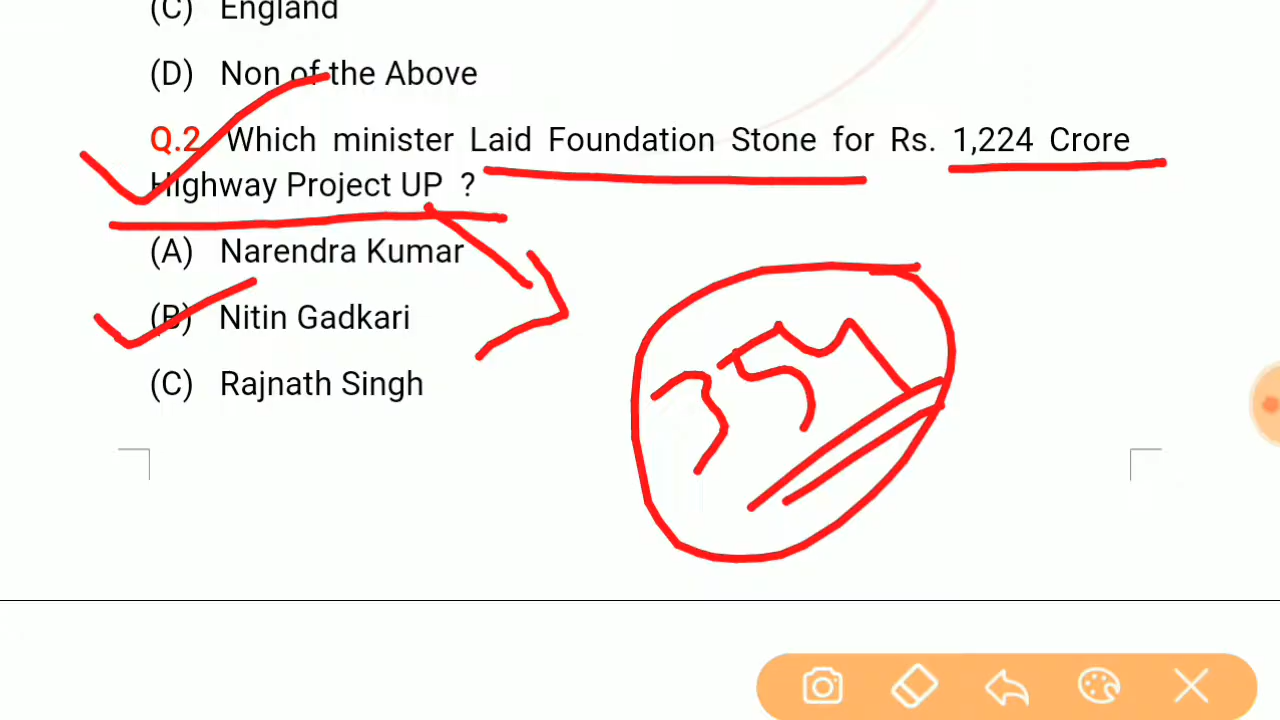 (C) England
(D) Non of the Above
Q.2 Which minister Laid Foundation Stone for Rs. 1,224 Crore
Highway Project UP ?
(A) Narendra Kumar
(B) Nitin Gadkari
(C) Rajnath Singh